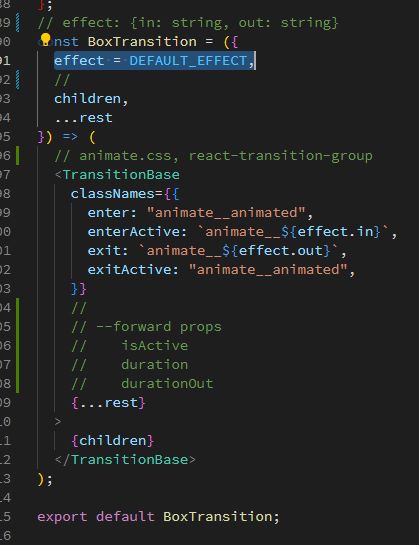 88 };
89 // effect: {in: string, out: string}
90 nst BoxTransition = ({
91 effect = DEFAULT_EFFECT,
92 //
93 children,
94 ...rest
95 }) => (
96 // animate.css, react-transition-group
97 <TransitionBase
98 classNames={{
99 enter: "animate__animated",
00 enterActive: `animate__${effect.in}`,
01 exit: `animate__${effect.out}`,
02 exitActive: "animate__animated",
03 }}
04 //
05 // --forward props
06 //    isActive
07 //    duration
08 //    durationOut
09 {...rest}
10 >
11 {children}
12 </TransitionBase>
13 );
14
15 export default BoxTransition;
16